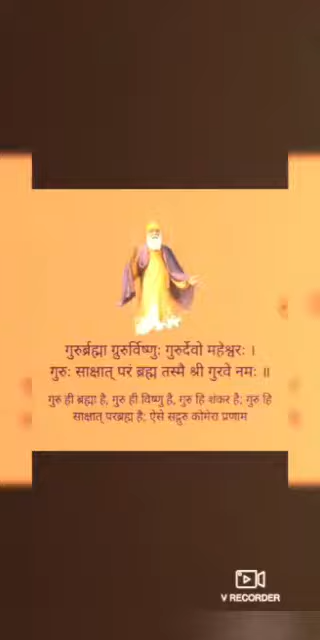 गुरुर्ब्रह्मा गुरुर्विष्णुः गुरुर्देवो महेश्वरः ।
गुरुः साक्षात् परं ब्रह्म तस्मै श्री गुरवे नमः ॥
गुरु ही ब्रह्मा है, गुरु ही विष्णु है, गुरु हि शंकर है; गुरु हि
साक्षात् परब्रह्म है; ऐसे सद्गुरु कोमेरा प्रणाम
V RECORDER